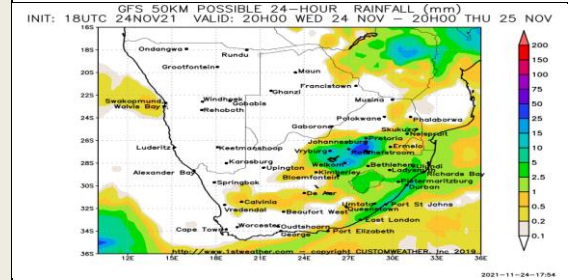 GFS 50KM POSSIBLE 24-HOUR RAINFALL (mm)
INIT: 18UTC 24NOV21 VALID: 20H00 WED 24 NOV - 20H00 THU 25 NOV
16S
18S
20S
22S
24S
26S
28S
30S
32S
34S
36S
Ondangwa
Rundu
Grootfontein
Maun
Ghanzi
Francistown
Swakopmund
Walvis Bay
Windhoek
Gobabis
Rehoboth
Musina
Polokwane
Phalaborwa
Gaborone
Skukuza
Nelspruit
Pretoria
Johannesburg
Ermelo
Luderitz
Keetmanshoop
Vryburg
Karasburg
Upington
Welkom
Bethlehem
Ulundi
Ladysmith
Kimberley
Bloemfontein
Richards Bay
Alexander Bay
Springbok
Pietermaritzburg
Durban
De Aar
Calvinia
Vredendal
Beaufort West
Umtata
Port St Johns
Queenstown
East London
Cape Town
Worcester
Oudtshoorn
George
Port Elizabeth
http://www.1stweather.com - copyright CUSTOMWEATHER, Inc 2019
12E 15E 18E 21E 24E 27E 30E 33E 36E
200
150
100
75
50
25
15
10
5
2.5
1
0.5
0.2
0.1
2021-11-24-17:54